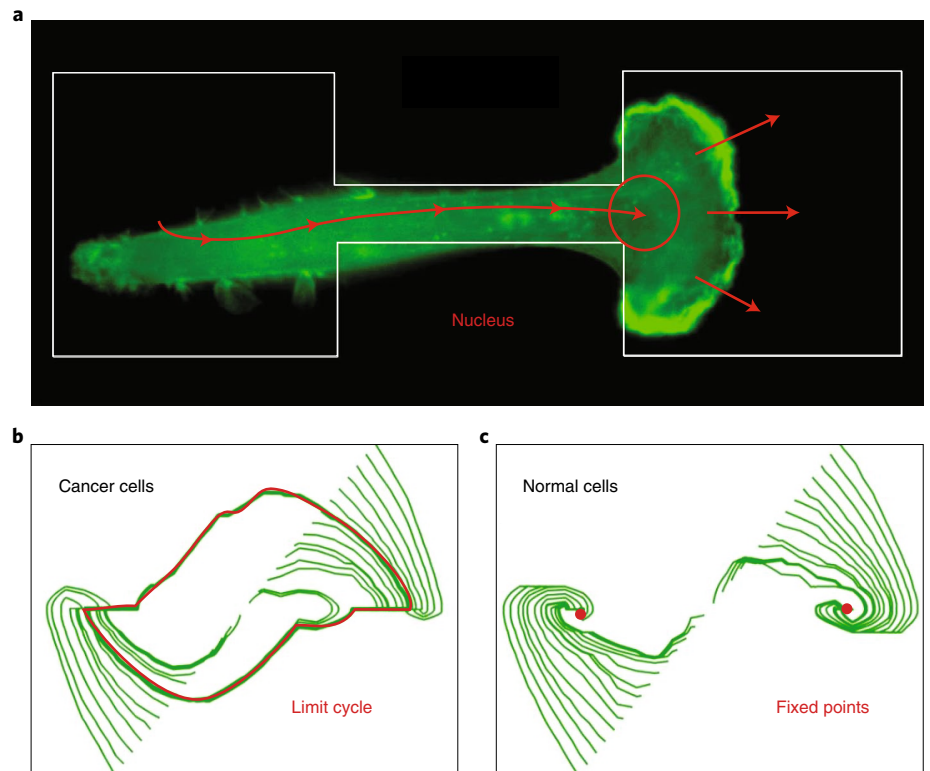 a
Nucleus
b
Cancer cells
Limit cycle
c
Normal cells
Fixed points